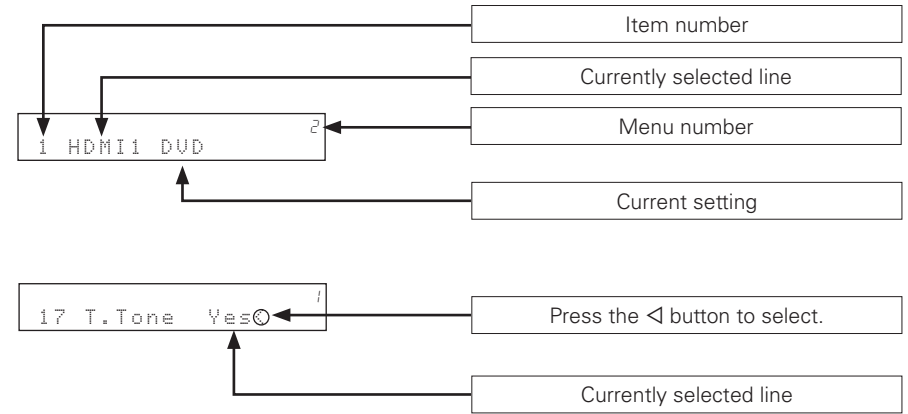 Item number
Currently selected line
2
Menu number
1 HDMI1 DVD
Current setting
1
17 T.Tone Yes
Press the ◁ button to select.
Currently selected line